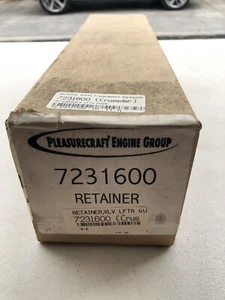 7231600 (Crusader)
PLEASURECRAFT ENGINE GROUP
7231600
RETAINER
RETAINER,VLV LFTR GU
7231600 (Crus